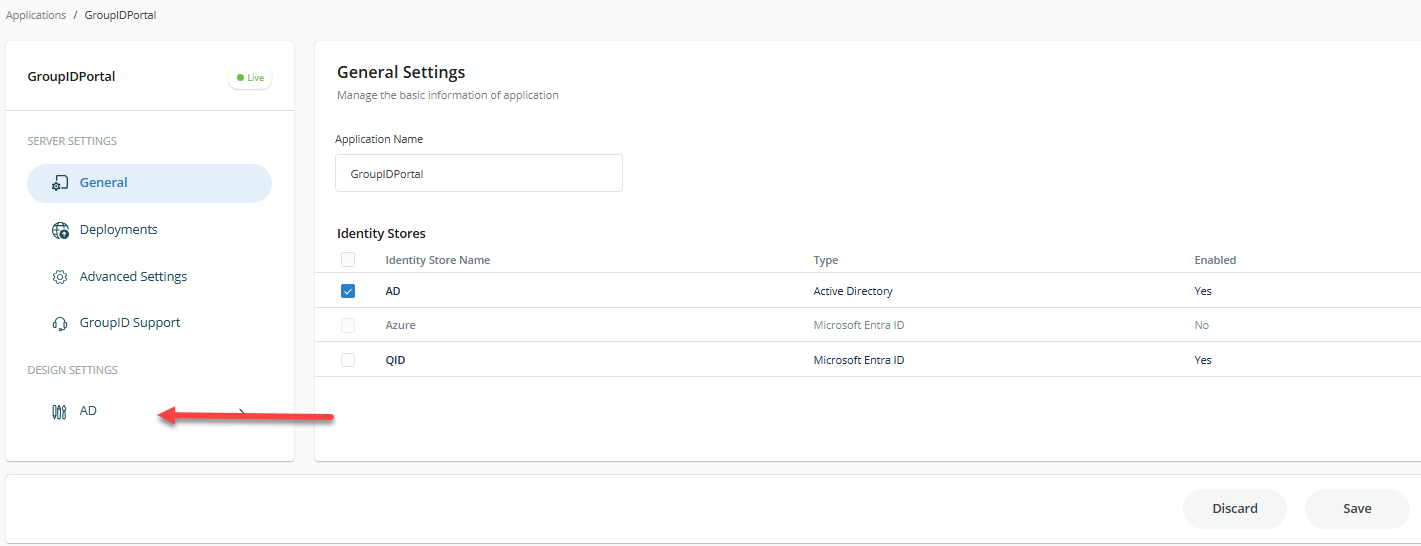 Applications / GroupIDPortal
GroupIDPortal
Live
SERVER SETTINGS
General
Deployments
Advanced Settings
GroupID Support
DESIGN SETTINGS
AD
General Settings
Manage the basic information of application
Application Name
GroupIDPortal
Identity Stores
Identity Store Name Type Enabled
AD Active Directory Yes
Azure Microsoft Entra ID No
QID Microsoft Entra ID Yes
Discard Save